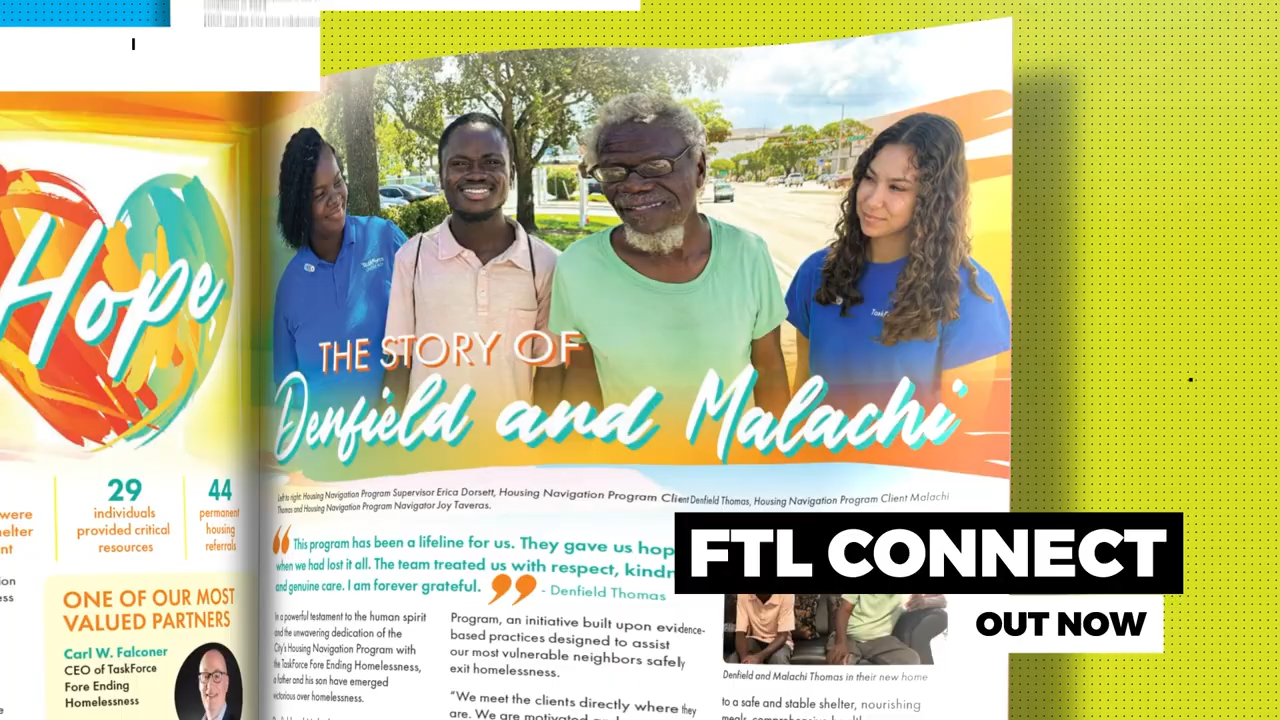 Hope
29
individuals
provided critical
resources
44
permanent
housing
referrals
were
ONE OF OUR MOST
VALUED PARTNERS
Carl W. Falconer
CEO of TaskForce
Fore Ending
Homelessness
THE STORY OF
Denfield and Malachi
Left to right: Housing Navigation Program Supervisor Erica Dorsett, Housing Navigation Program Client Denfield Thomas, Housing Navigation Program Client Malachi
Thomas and Housing Navigation Program Navigator Joy Taveras.
“This program has been a lifeline for us. They gave us
when we had lost it all. The team treated us with respect,
and genuine care. I am forever grateful.” - Denfield Thomas
In a powerful testament to the human spirit
and the unwavering dedication of the
City's Housing Navigation Program with
the TaskForce Fore Ending Homelessness,
a father and his son have emerged
victorious over homelessness.
Program, an initiative built upon evidence-
based practices designed to assist
our most vulnerable neighbors safely
exit homelessness.
“We meet the clients directly where they
are. We are motivated
Denfield and Malachi Thomas in their new home
to a safe and stable shelter, nourishing
FTL CONNECT
OUT NOW